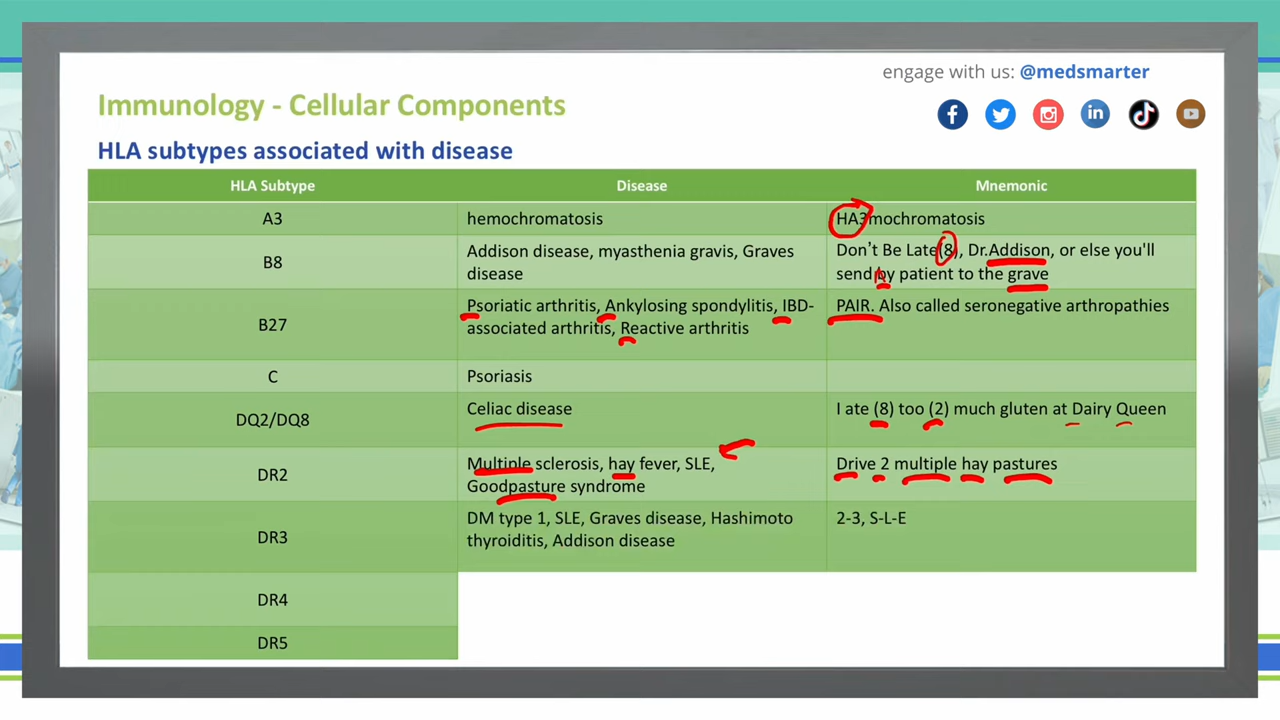 engage with us: @medsmarter
Immunology - Cellular Components
HLA subtypes associated with disease
HLA Subtype Disease Mnemonic
A3 hemochromatosis HA3mochromatosis
B8 Addison disease, myasthenia gravis, Graves disease Don't Be Late(8), Dr.Addison, or else you'll send my patient to the grave
B27 Psoriatic arthritis, Ankylosing spondylitis, IBD-associated arthritis, Reactive arthritis PAIR. Also called seronegative arthropathies
C Psoriasis
DQ2/DQ8 Celiac disease I ate (8) too (2) much gluten at Dairy Queen
DR2 Multiple sclerosis, hay fever, SLE, Goodpasture syndrome Drive 2 multiple hay pastures
DR3 DM type 1, SLE, Graves disease, Hashimoto thyroiditis, Addison disease 2-3, S-L-E
DR4
DR5